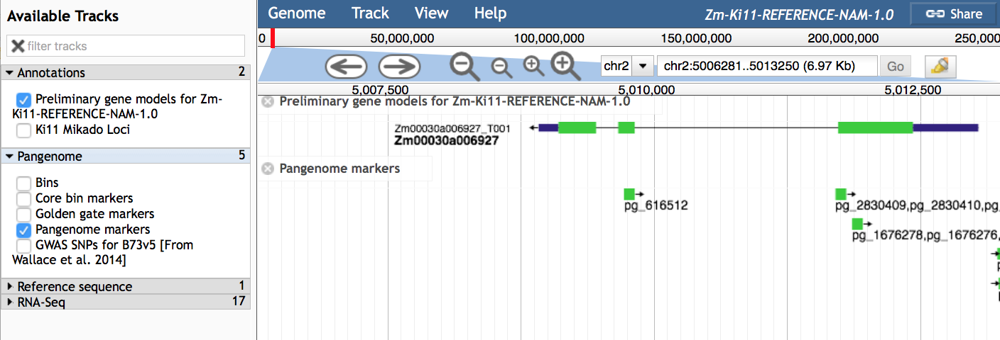 Available Tracks
filter tracks
Annotations 2
Preliminary gene models for Zm-
Ki11-REFERENCE-NAM-1.0
Ki11 Mikado Loci
Pangenome 5
Bins
Core bin markers
Golden gate markers
Pangenome markers
GWAS SNPs for B73v5 [From
Wallace et al. 2014]
Reference sequence 1
RNA-Seq 17
Genome Track View Help Zm-Ki11-REFERENCE-NAM-1.0 Share
0 50,000,000 100,000,000 150,000,000 200,000,000 250,000
chr2 chr2:5006281..5013250 (6.97 Kb) Go
5,007,500 5,010,000 5,012,500
Preliminary gene models for Zm-Ki11-REFERENCE-NAM-1.0
Zm00030a006927_T001
Zm00030a006927
Pangenome markers
pg_616512
pg_2830409,pg_2830410,pg_
pg_1676278,pg_1676276,